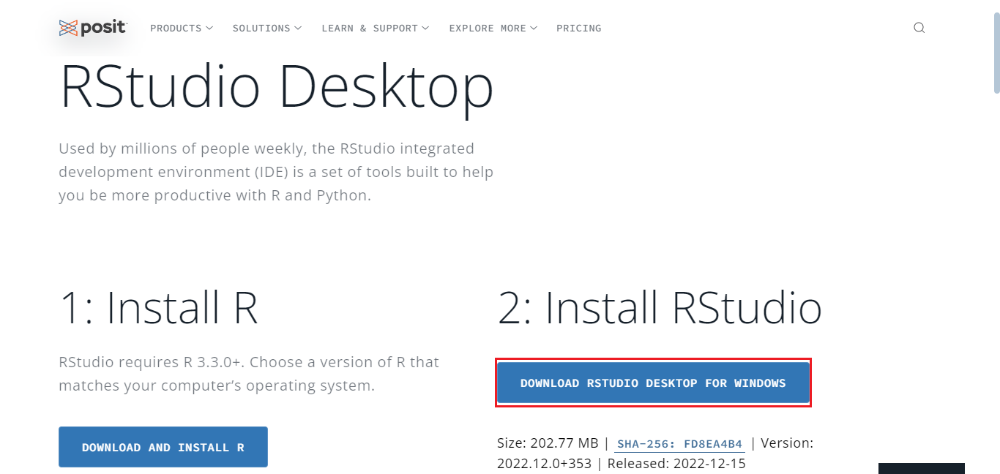 posit
PRODUCTS
SOLUTIONS
LEARN & SUPPORT
EXPLORE MORE
PRICING
RStudio Desktop
Used by millions of people weekly, the RStudio integrated
development environment (IDE) is a set of tools built to help
you be more productive with R and Python.
1: Install R
RStudio requires R 3.3.0+. Choose a version of R that
matches your computer’s operating system.
DOWNLOAD AND INSTALL R
2: Install RStudio
DOWNLOAD RSTUDIO DESKTOP FOR WINDOWS
Size: 202.77 MB | SHA-256: FD8EA4B4 | Version:
2022.12.0+353 | Released: 2022-12-15